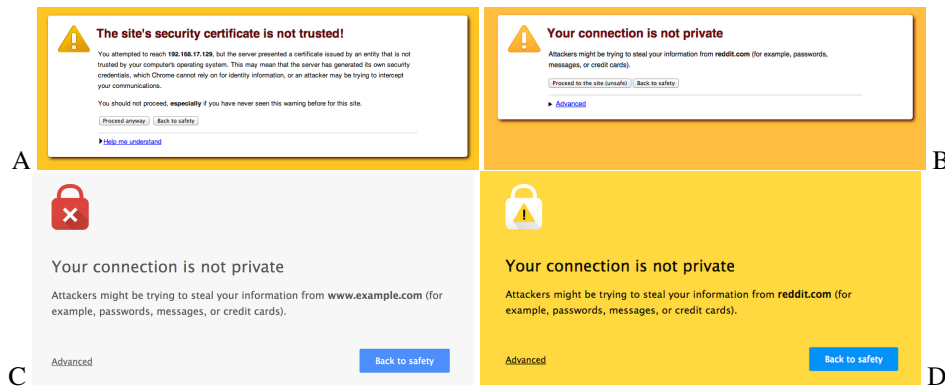 The site's security certificate is not trusted!
You attempted to reach 192.168.17.129, but the server presented a certificate issued by an entity that is not
trusted by your computer's operating system. This may mean that the server has generated its own security
credentials, which Chrome cannot rely on for identity information, or an attacker may be trying to intercept
your communications.
You should not proceed, especially if you have never seen this warning before for this site.
Proceed anyway Back to safety
Help me understand
A
Your connection is not private
Attackers might be trying to steal your information from reddit.com (for example, passwords,
messages, or credit cards).
Proceed to the site (unsafe) Back to safety
Advanced
B
Your connection is not private
Attackers might be trying to steal your information from www.example.com (for
example, passwords, messages, or credit cards).
Advanced Back to safety
C
Your connection is not private
Attackers might be trying to steal your information from reddit.com (for
example, passwords, messages, or credit cards).
Advanced Back to safety
D